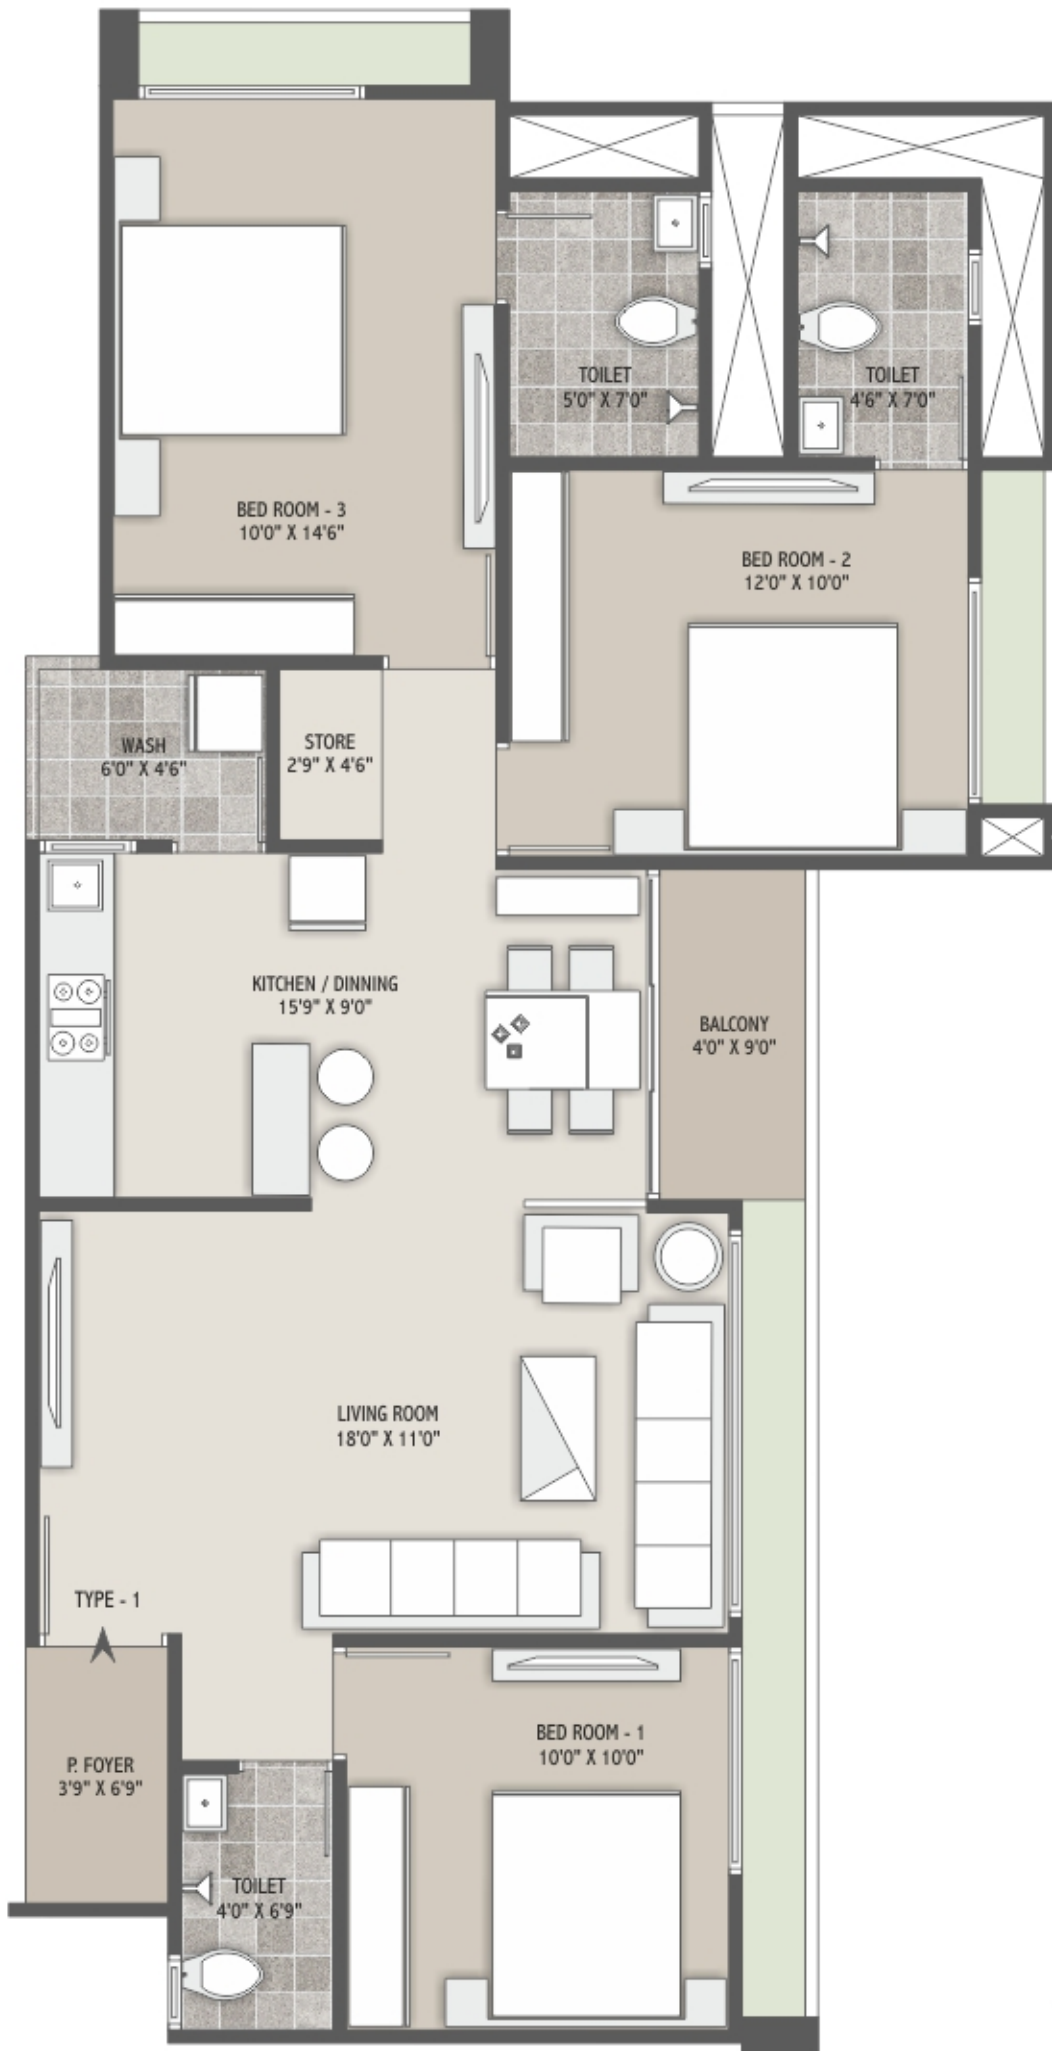 TOILET
5'0" X 7'0"
TOILET
4'6" X 7'0"
BED ROOM - 3
10'0" X 14'6"
BED ROOM - 2
12'0" X 10'0"
WASH
6'0" X 4'6"
STORE
2'9" X 4'6"
KITCHEN / DINNING
15'9" X 9'0"
BALCONY
4'0" X 9'0"
LIVING ROOM
18'0" X 11'0"
TYPE - 1
P. FOYER
3'9" X 6'9"
BED ROOM - 1
10'0" X 10'0"
TOILET
4'0" X 6'9"